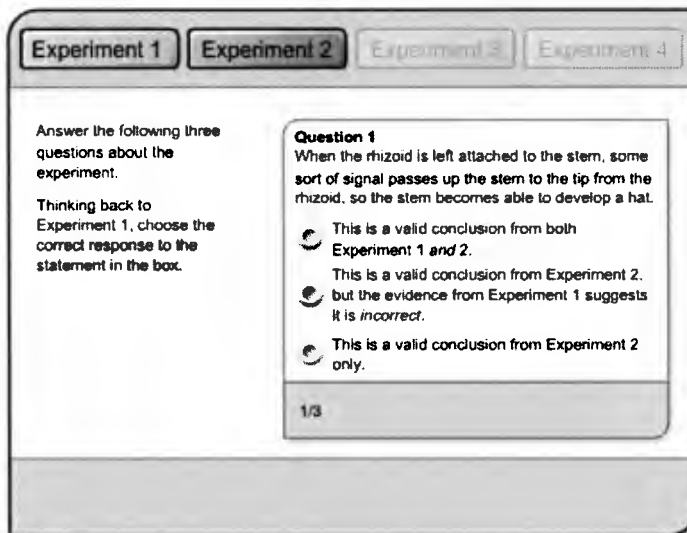 Experiment 1 Experiment 2 Experiment 3 Experiment 4
Answer the following three
questions about the
experiment.
Thinking back to
Experiment 1, choose the
correct response to the
statement in the box.
Question 1
When the rhizoid is left attached to the stem, some
sort of signal passes up the stem to the tip from the
rhizoid, so the stem becomes able to develop a hat.
This is a valid conclusion from both
Experiment 1 and 2.
This is a valid conclusion from Experiment 2,
but the evidence from Experiment 1 suggests
it is incorrect.
This is a valid conclusion from Experiment 2
only.
1/3